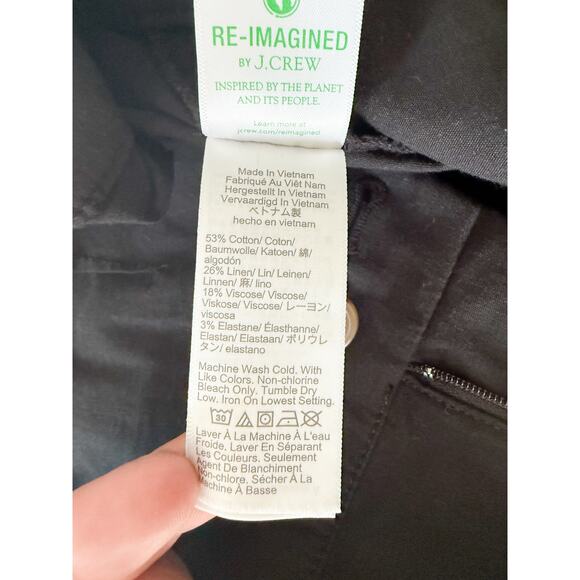 RE-IMAGINED
BY J.CREW
INSPIRED BY THE PLANET
AND ITS PEOPLE.
Learn more at
jcrew.com/reimagined
Made In Vietnam
Fabriqué Au Viêt Nam
Hergestellt In Vietnam
Vervaardigd In Vietnam
ベトナム製
hecho en vietnam
53% Cotton/ Coton/
Baumwolle/ Katoen/ 綿/
algodón
26% Linen/ Lin/ Leinen/
Linnen/ 麻/ lino
18% Viscose/ Viscose/
Viskose/ Viscose/ レーヨン/
viscosa
3% Elastane/ Élasthanne/
Elastan/ Elastaan/ ポリウレ
タン/ elastano
Machine Wash Cold. With
Like Colors. Non-chlorine
Bleach Only. Tumble Dry
Low. Iron On Lowest Setting.
30
Laver À La Machine À L'eau
Froide. Laver En Séparant
Les Couleurs. Seulement
Agent De Blanchiment
Non-chlorine. Sécher À La
Machine À Basse